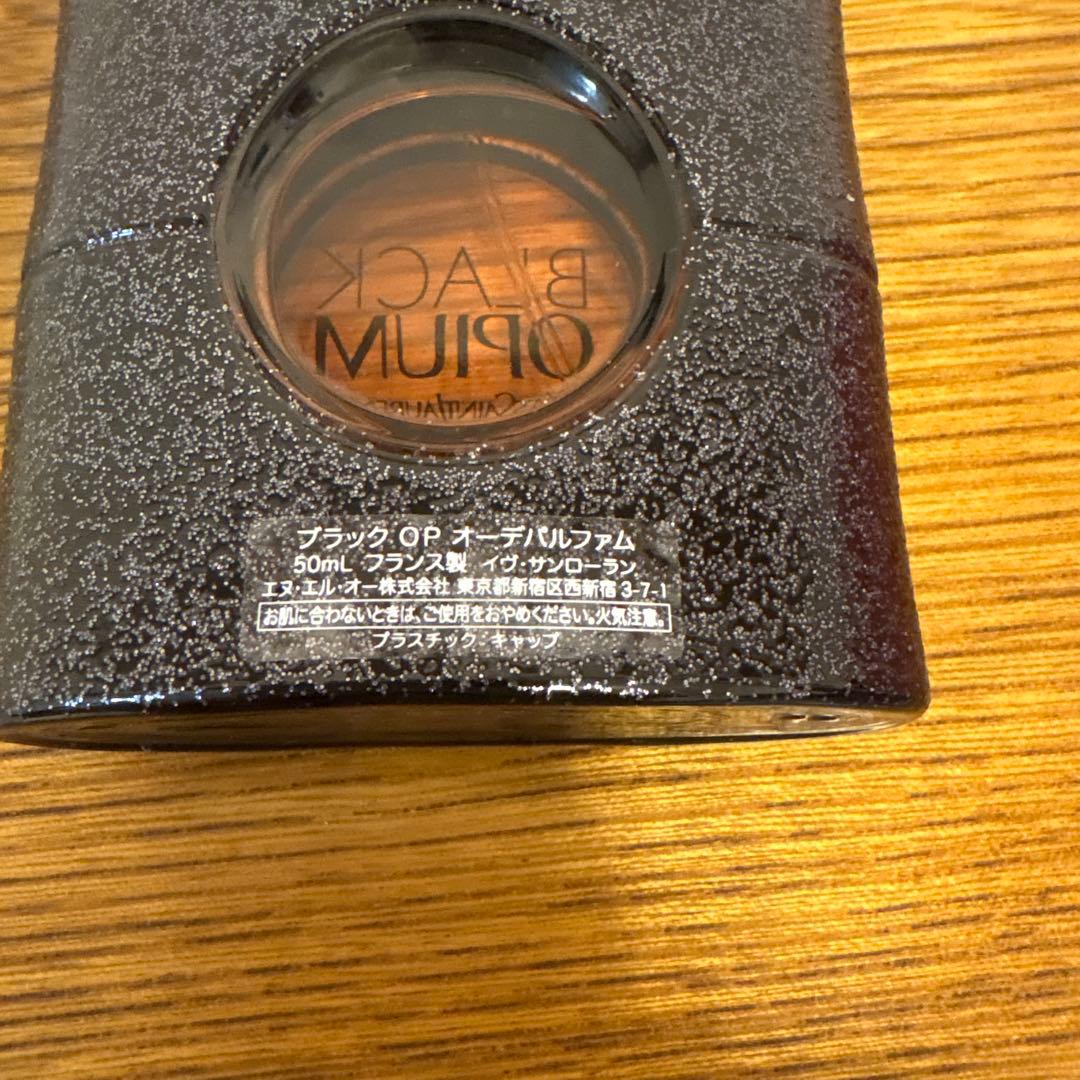 BLACK
OPIUM
SAINTLAURE
ブラック OP オーデパルファム
50mL フランス製 イヴ・サンローラン
エヌ・エル・オー株式会社 東京都新宿区西新宿 3-7-1
お肌に合わないときは、ご使用をおやめください。火気注意。
プラスチック・キャップ